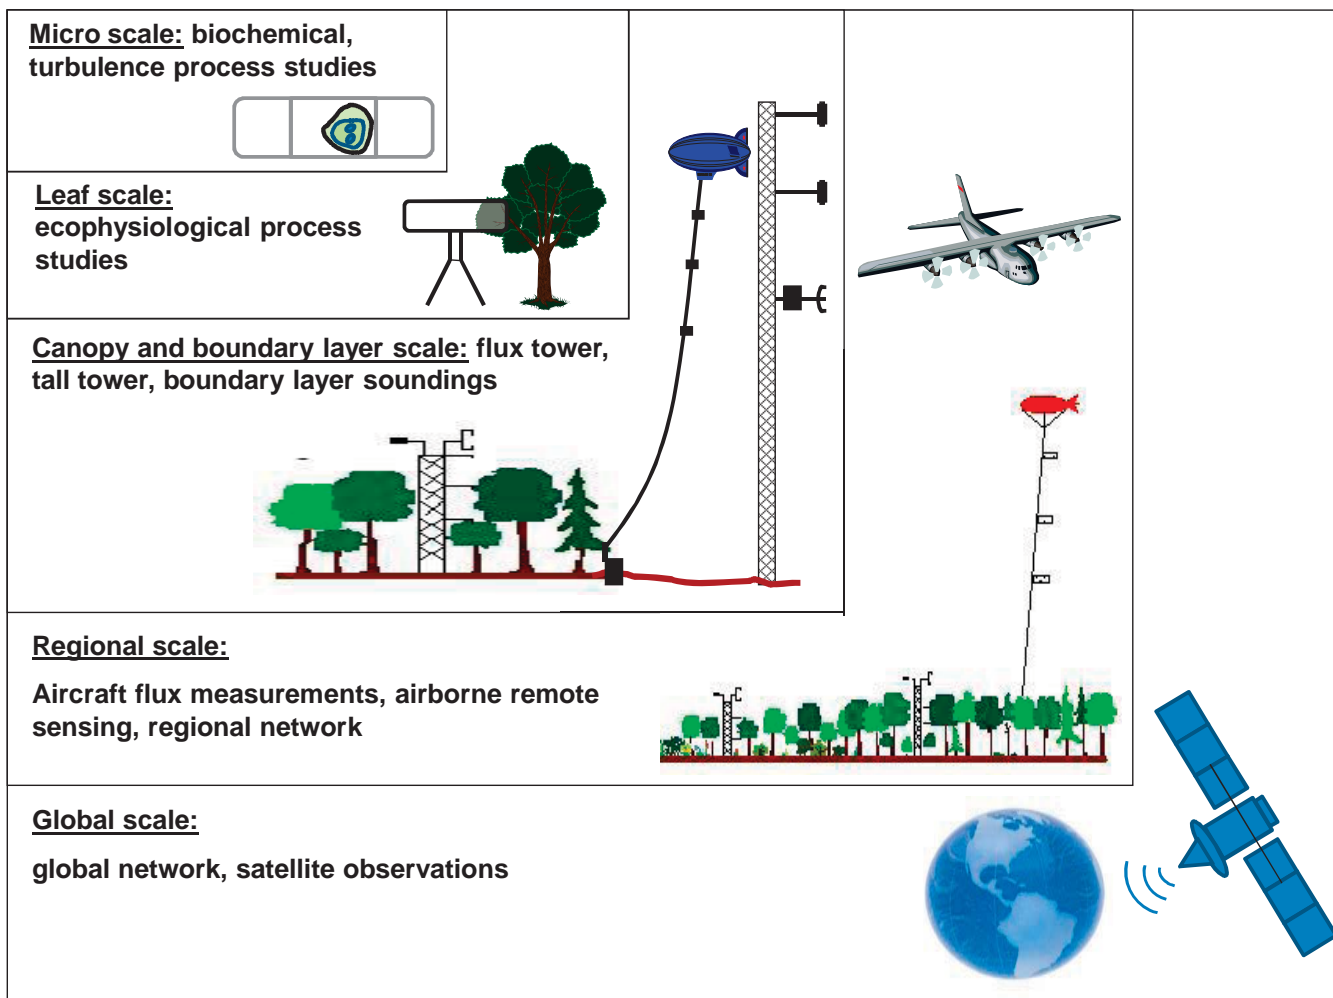 Micro scale: biochemical,
turbulence process studies
Leaf scale:
ecophysiological process
studies
Canopy and boundary layer scale: flux tower,
tall tower, boundary layer soundings
Regional scale:
Aircraft flux measurements, airborne remote
sensing, regional network
Global scale:
global network, satellite observations